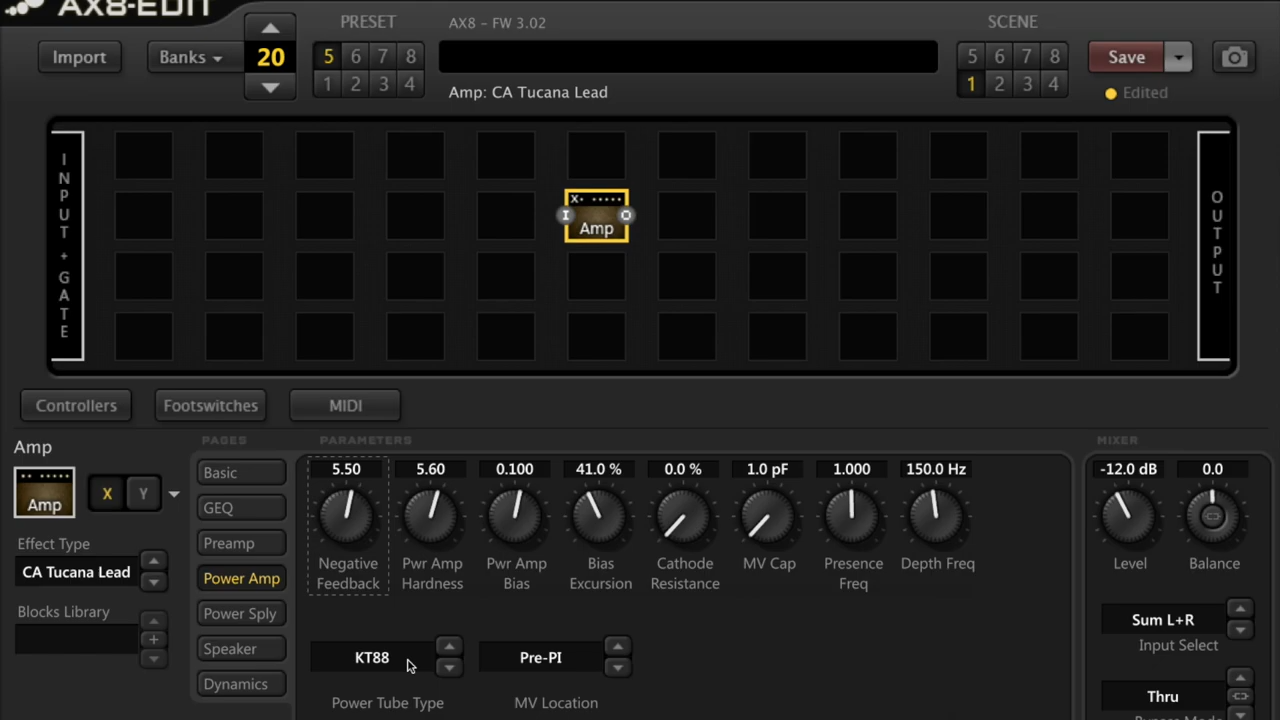 AX8-EDIT
PRESET
AX8 - FW 3.02
SCENE
Import
Banks
20
5 6 7 8
1 2 3 4
5 6 7 8
1 2 3 4
Save
Amp: CA Tucana Lead
Edited
INPUT + GATE
X
I
O
Amp
OUTPUT
Controllers
Footswitches
MIDI
Amp
PAGES
PARAMETERS
MIXER
Amp
X
Y
Effect Type
CA Tucana Lead
Blocks Library
Basic
GEQ
Preamp
Power Amp
Power Sply
Speaker
Dynamics
5.50
5.60
0.100
41.0 %
0.0 %
1.0 pF
1.000
150.0 Hz
Negative
Feedback
Pwr Amp
Hardness
Pwr Amp
Bias
Bias
Excursion
Cathode
Resistance
MV Cap
Presence
Freq
Depth Freq
KT88
Power Tube Type
Pre-PI
MV Location
-12.0 dB
0.0
Level
Balance
Sum L+R
Input Select
Thru
Bypass Mode